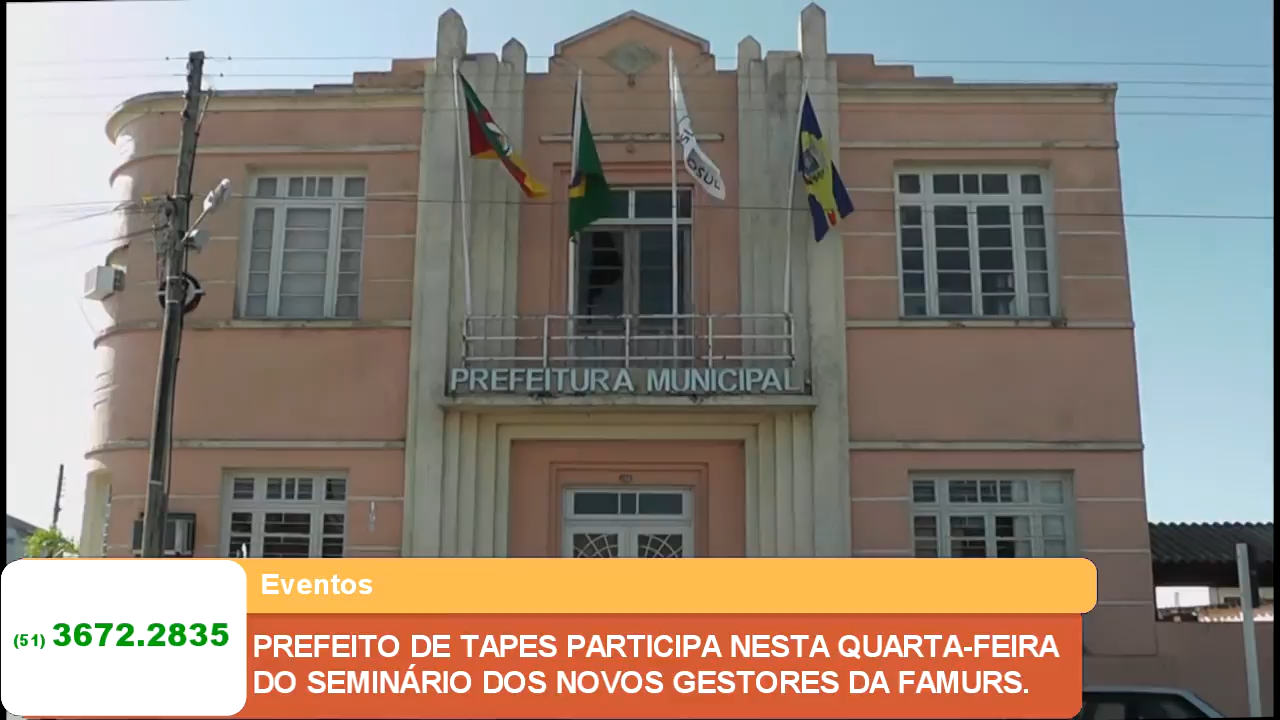 PREFEITURA MUNICIPAL
Eventos
(51) 3672.2835
PREFEITO DE TAPES PARTICIPA NESTA QUARTA-FEIRA
DO SEMINÁRIO DOS NOVOS GESTORES DA FAMURS.